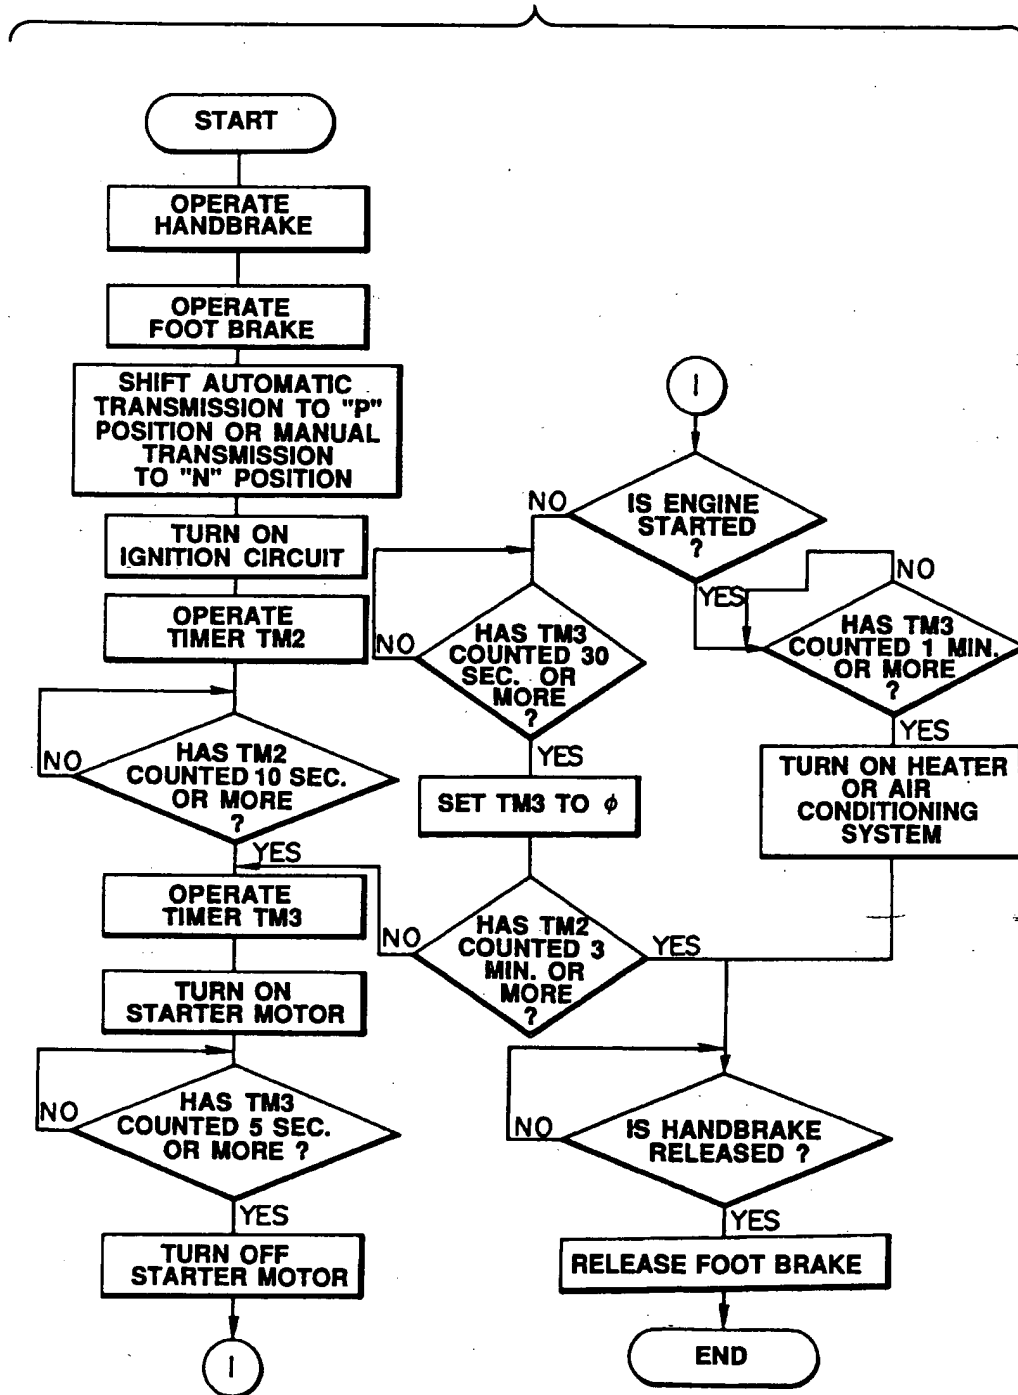 START
OPERATE
HANDBRAKE
OPERATE
FOOT BRAKE
SHIFT AUTOMATIC
TRANSMISSION TO "P"
POSITION OR MANUAL
TRANSMISSION
TO "N" POSITION
TURN ON
IGNITION CIRCUIT
OPERATE
TIMER TM2
NO
HAS TM2
COUNTED 10 SEC.
OR MORE
?
YES
OPERATE
TIMER TM3
TURN ON
STARTER MOTOR
NO
HAS TM3
COUNTED 5 SEC.
OR MORE ?
YES
TURN OFF
STARTER MOTOR
I
I
NO
IS ENGINE
STARTED
?
YES
NO
HAS TM3
COUNTED 30
SEC. OR
MORE
?
YES
SET TM3 TO ϕ
NO
HAS TM2
COUNTED 3
MIN. OR
MORE
?
YES
NO
HAS TM3
COUNTED 1 MIN.
OR MORE
?
YES
TURN ON HEATER
OR AIR
CONDITIONING
SYSTEM
NO
IS HANDBRAKE
RELEASED ?
YES
RELEASE FOOT BRAKE
END